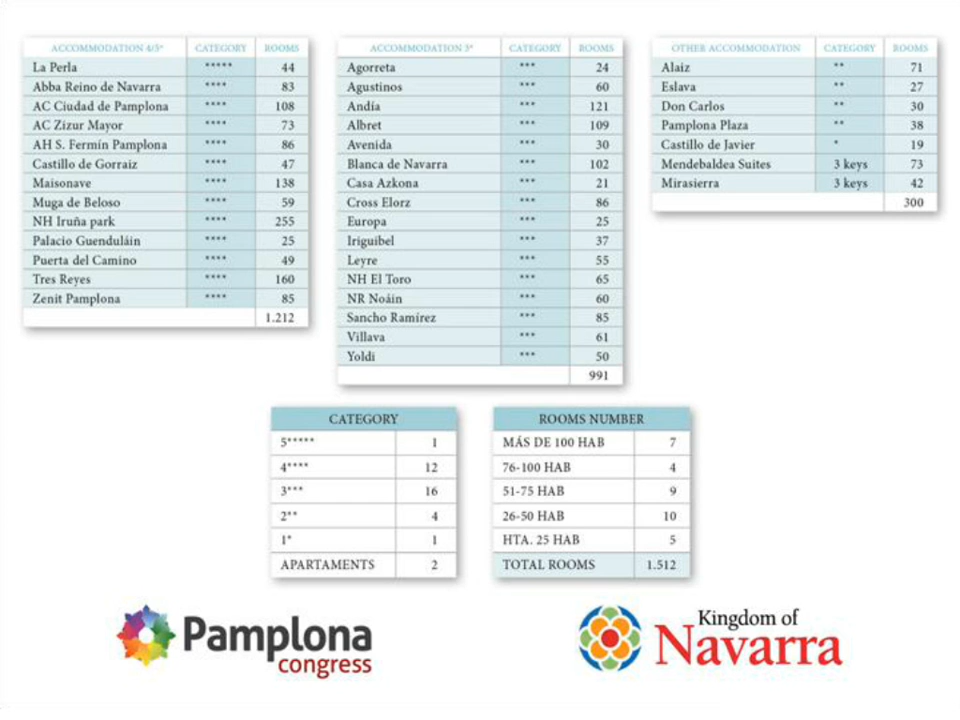 ACCOMMODATION 4/5* CATEGORY ROOMS
La Perla ***** 44
Abba Reino de Navarra **** 83
AC Ciudad de Pamplona **** 108
AC Zizur Mayor **** 73
AH S. Fermín Pamplona **** 86
Castillo de Gorraiz **** 47
Maisonave **** 138
Muga de Beloso **** 59
NH Iruña park **** 255
Palacio Guenduláin **** 25
Puerta del Camino **** 49
Tres Reyes **** 160
Zenit Pamplona **** 85
1.212
ACCOMMODATION 3* CATEGORY ROOMS
Agorreta *** 24
Agustinos *** 60
Andía *** 121
Albret *** 109
Avenida *** 30
Blanca de Navarra *** 102
Casa Azkona *** 21
Cross Elorz *** 86
Europa *** 25
Iriguibel *** 37
Leyre *** 55
NH El Toro *** 65
NR Noáin *** 60
Sancho Ramírez *** 85
Villava *** 61
Yoldi *** 50
991
OTHER ACCOMMODATION CATEGORY ROOMS
Alaiz ** 71
Eslava ** 27
Don Carlos ** 30
Pamplona Plaza ** 38
Castillo de Javier * 19
Mendebaldea Suites 3 keys 73
Mirasierra 3 keys 42
300
CATEGORY
5***** 1
4**** 12
3*** 16
2** 4
1* 1
APARTAMENTS 2
ROOMS NUMBER
MÁS DE 100 HAB 7
76-100 HAB 4
51-75 HAB 9
26-50 HAB 10
HTA. 25 HAB 5
TOTAL ROOMS 1.512
Pamplona
congress
Kingdom of
Navarra